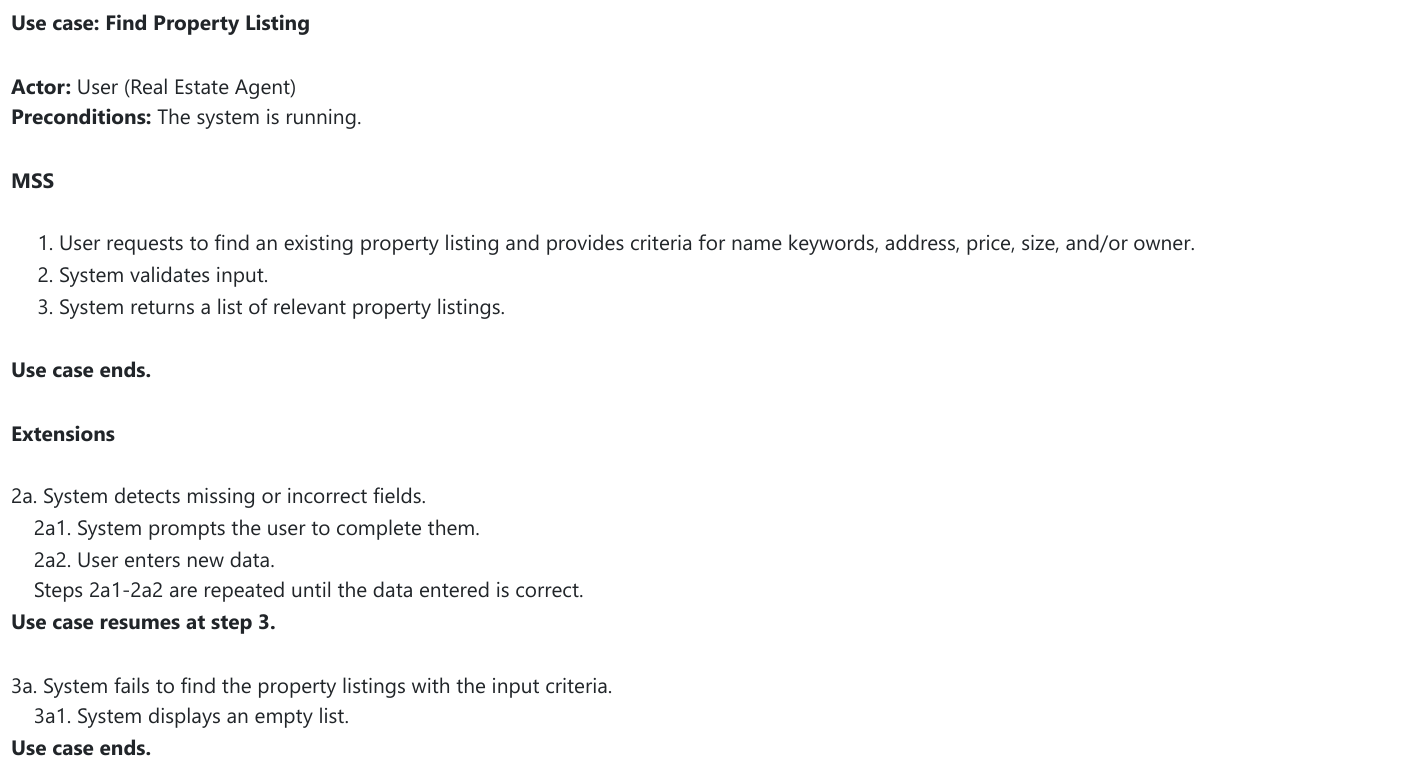 Use case: Find Property Listing
Actor: User (Real Estate Agent)
Preconditions: The system is running.
MSS
1. User requests to find an existing property listing and provides criteria for name keywords, address, price, size, and/or owner.
2. System validates input.
3. System returns a list of relevant property listings.
Use case ends.
Extensions
2a. System detects missing or incorrect fields.
2a1. System prompts the user to complete them.
2a2. User enters new data.
Steps 2a1-2a2 are repeated until the data entered is correct.
Use case resumes at step 3.
3a. System fails to find the property listings with the input criteria.
3a1. System displays an empty list.
Use case ends.